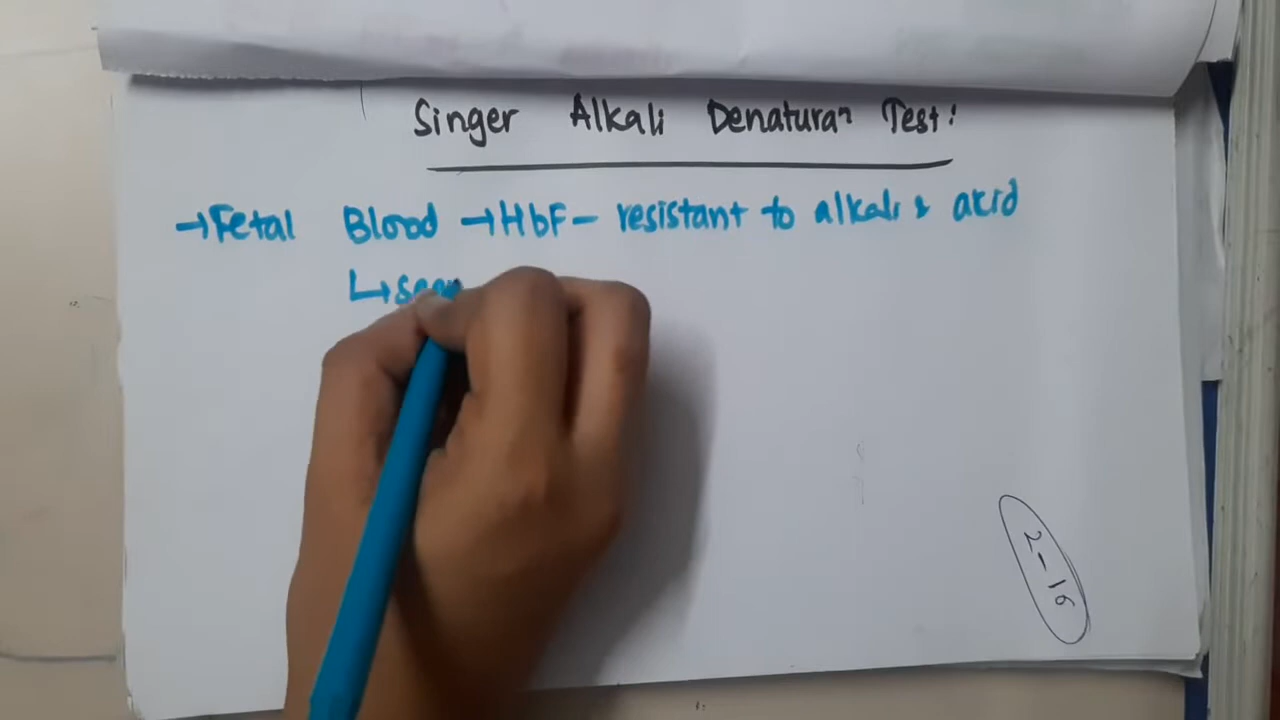 Singer Alkali Denaturan Test:
→Fetal Blood →HbF- resistant to alkali & acid
2-16